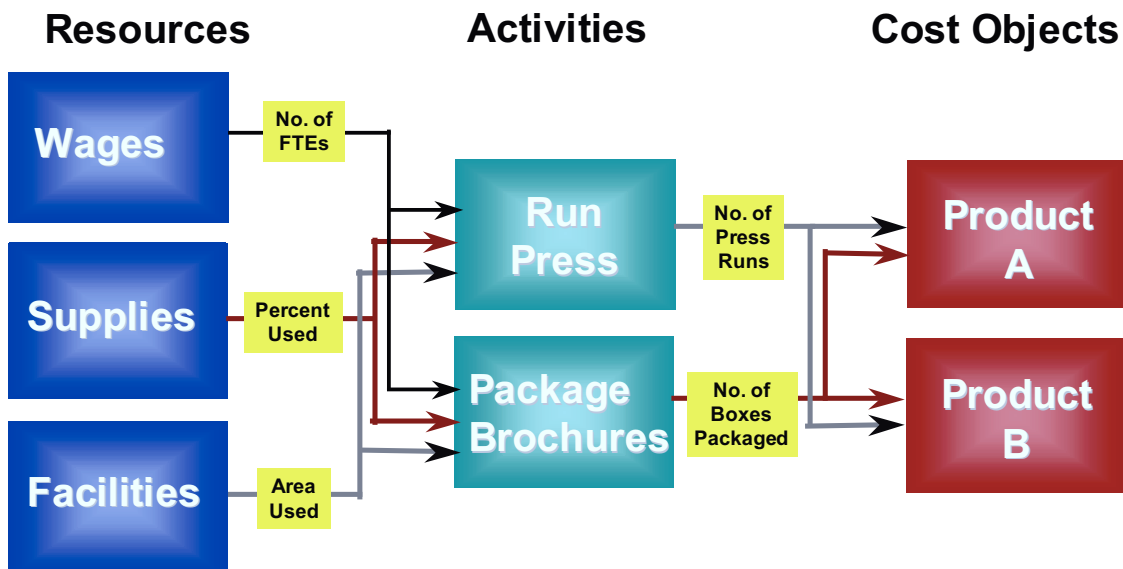 Resources
Activities
Cost Objects
Wages
No. of
FTEs
Run
Press
No. of
Press
Runs
Product
A
Supplies
Percent
Used
Package
Brochures
No. of
Boxes
Packaged
Product
B
Facilities
Area
Used